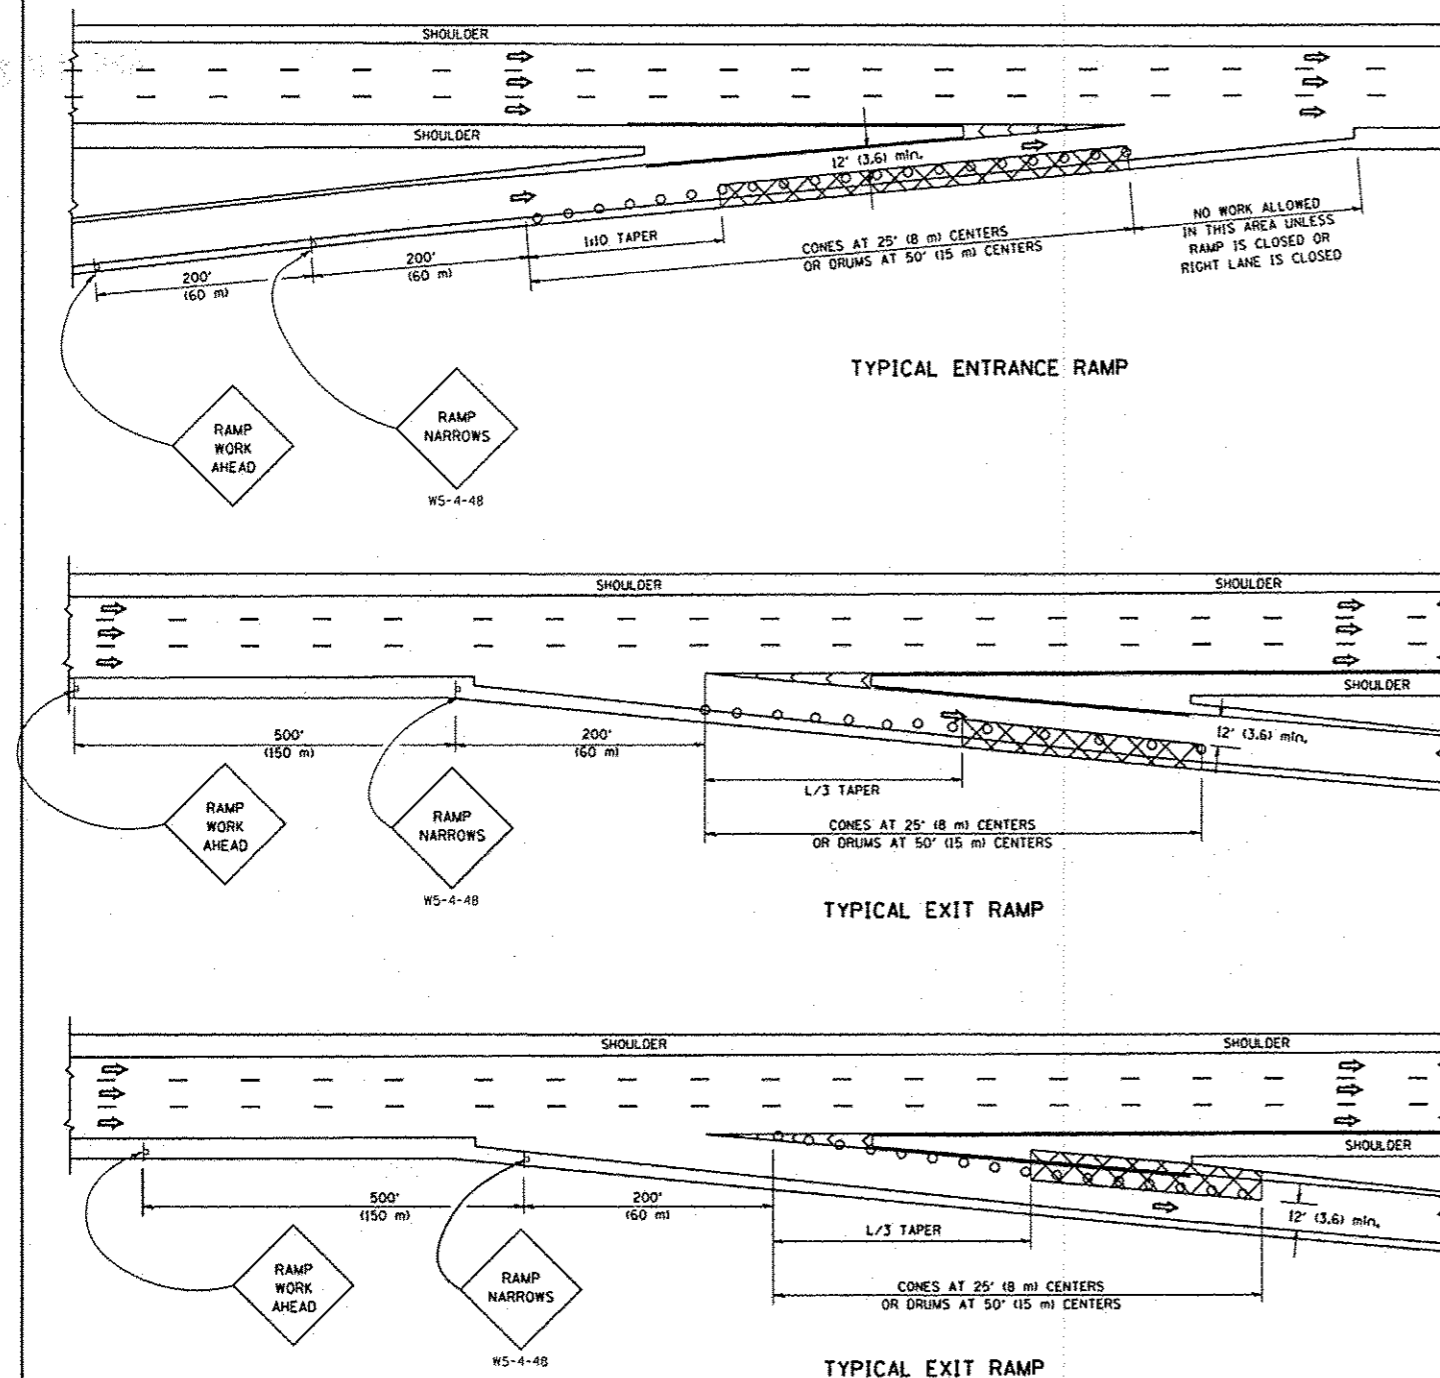 SHOULDER
SHOULDER
12' (3.6) min.
1:10 TAPER
200'
(60 m)
200'
(60 m)
CONES AT 25' (8 m) CENTERS
OR DRUMS AT 50' (15 m) CENTERS
NO WORK ALLOWED
IN THIS AREA UNLESS
RAMP IS CLOSED OR
RIGHT LANE IS CLOSED
TYPICAL ENTRANCE RAMP
RAMP
WORK
AHEAD
RAMP
NARROWS
W5-4-48
SHOULDER
SHOULDER
SHOULDER
500'
(150 m)
200'
(60 m)
12' (3.6) min.
L/3 TAPER
CONES AT 25' (8 m) CENTERS
OR DRUMS AT 50' (15 m) CENTERS
RAMP
WORK
AHEAD
RAMP
NARROWS
W5-4-48
TYPICAL EXIT RAMP
SHOULDER
SHOULDER
SHOULDER
500'
(150 m)
200'
(60 m)
12' (3.6) min.
L/3 TAPER
CONES AT 25' (8 m) CENTERS
OR DRUMS AT 50' (15 m) CENTERS
RAMP
WORK
AHEAD
RAMP
NARROWS
W5-4-48
TYPICAL EXIT RAMP